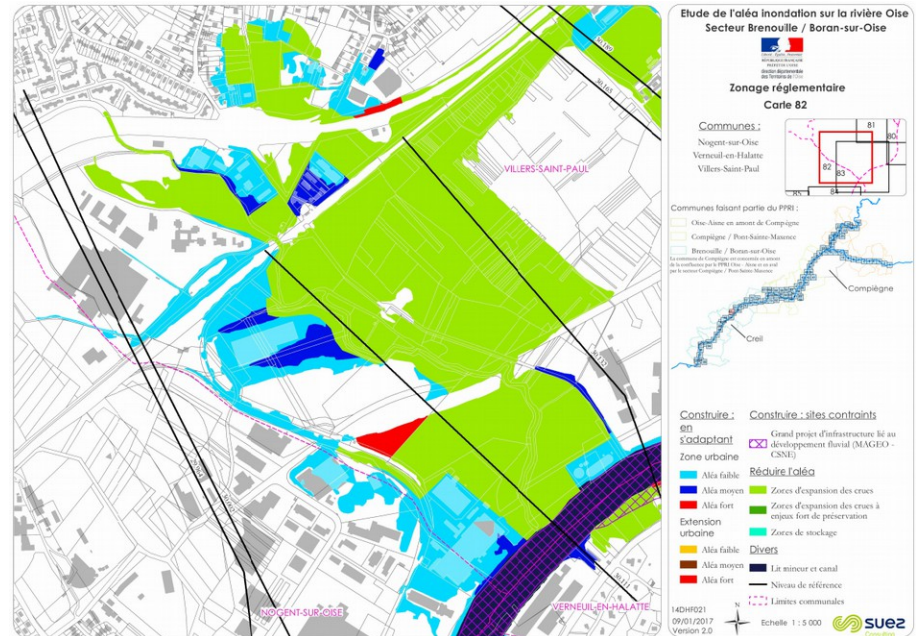 Etude de l'aléa inondation sur la rivière Oise
Secteur Brenouille / Boran-sur-Oise
Zonage réglementaire
Carte 82
Communes :
Nogent-sur-Oise
Verneuil-en-Halatte
Villers-Saint-Paul
81
80
82
83
Communes faisant partie du PPRI :
Oise-Aisne en amont de Compiègne
Compiègne / Pont-Sainte-Maxence
Brenouille / Boran-sur-Oise
Compiègne
Creil
Construire :
en
s'adaptant
Zone urbaine
Aléa faible
Aléa moyen
Aléa fort
Extension
urbaine
Aléa faible
Aléa moyen
Aléa fort
Construire : sites contraints
Grand projet d'infrastructure lié au
développement fluvial (MAGEO -
CSNE)
Réduire l'aléa
Zones d'expansion des crues
Zones d'expansion des crues à
enjeux fort de préservation
Zones de stockage
Divers
Lit mineur et canal
Niveau de référence
Limites communales
14DHF021
09/01/2017
Version 2.0
N
Echelle 1 : 5 000
suez
VILLERS-SAINT-PAUL
NOGENT-SUR-OISE
VERNEUIL-EN-HALATTE